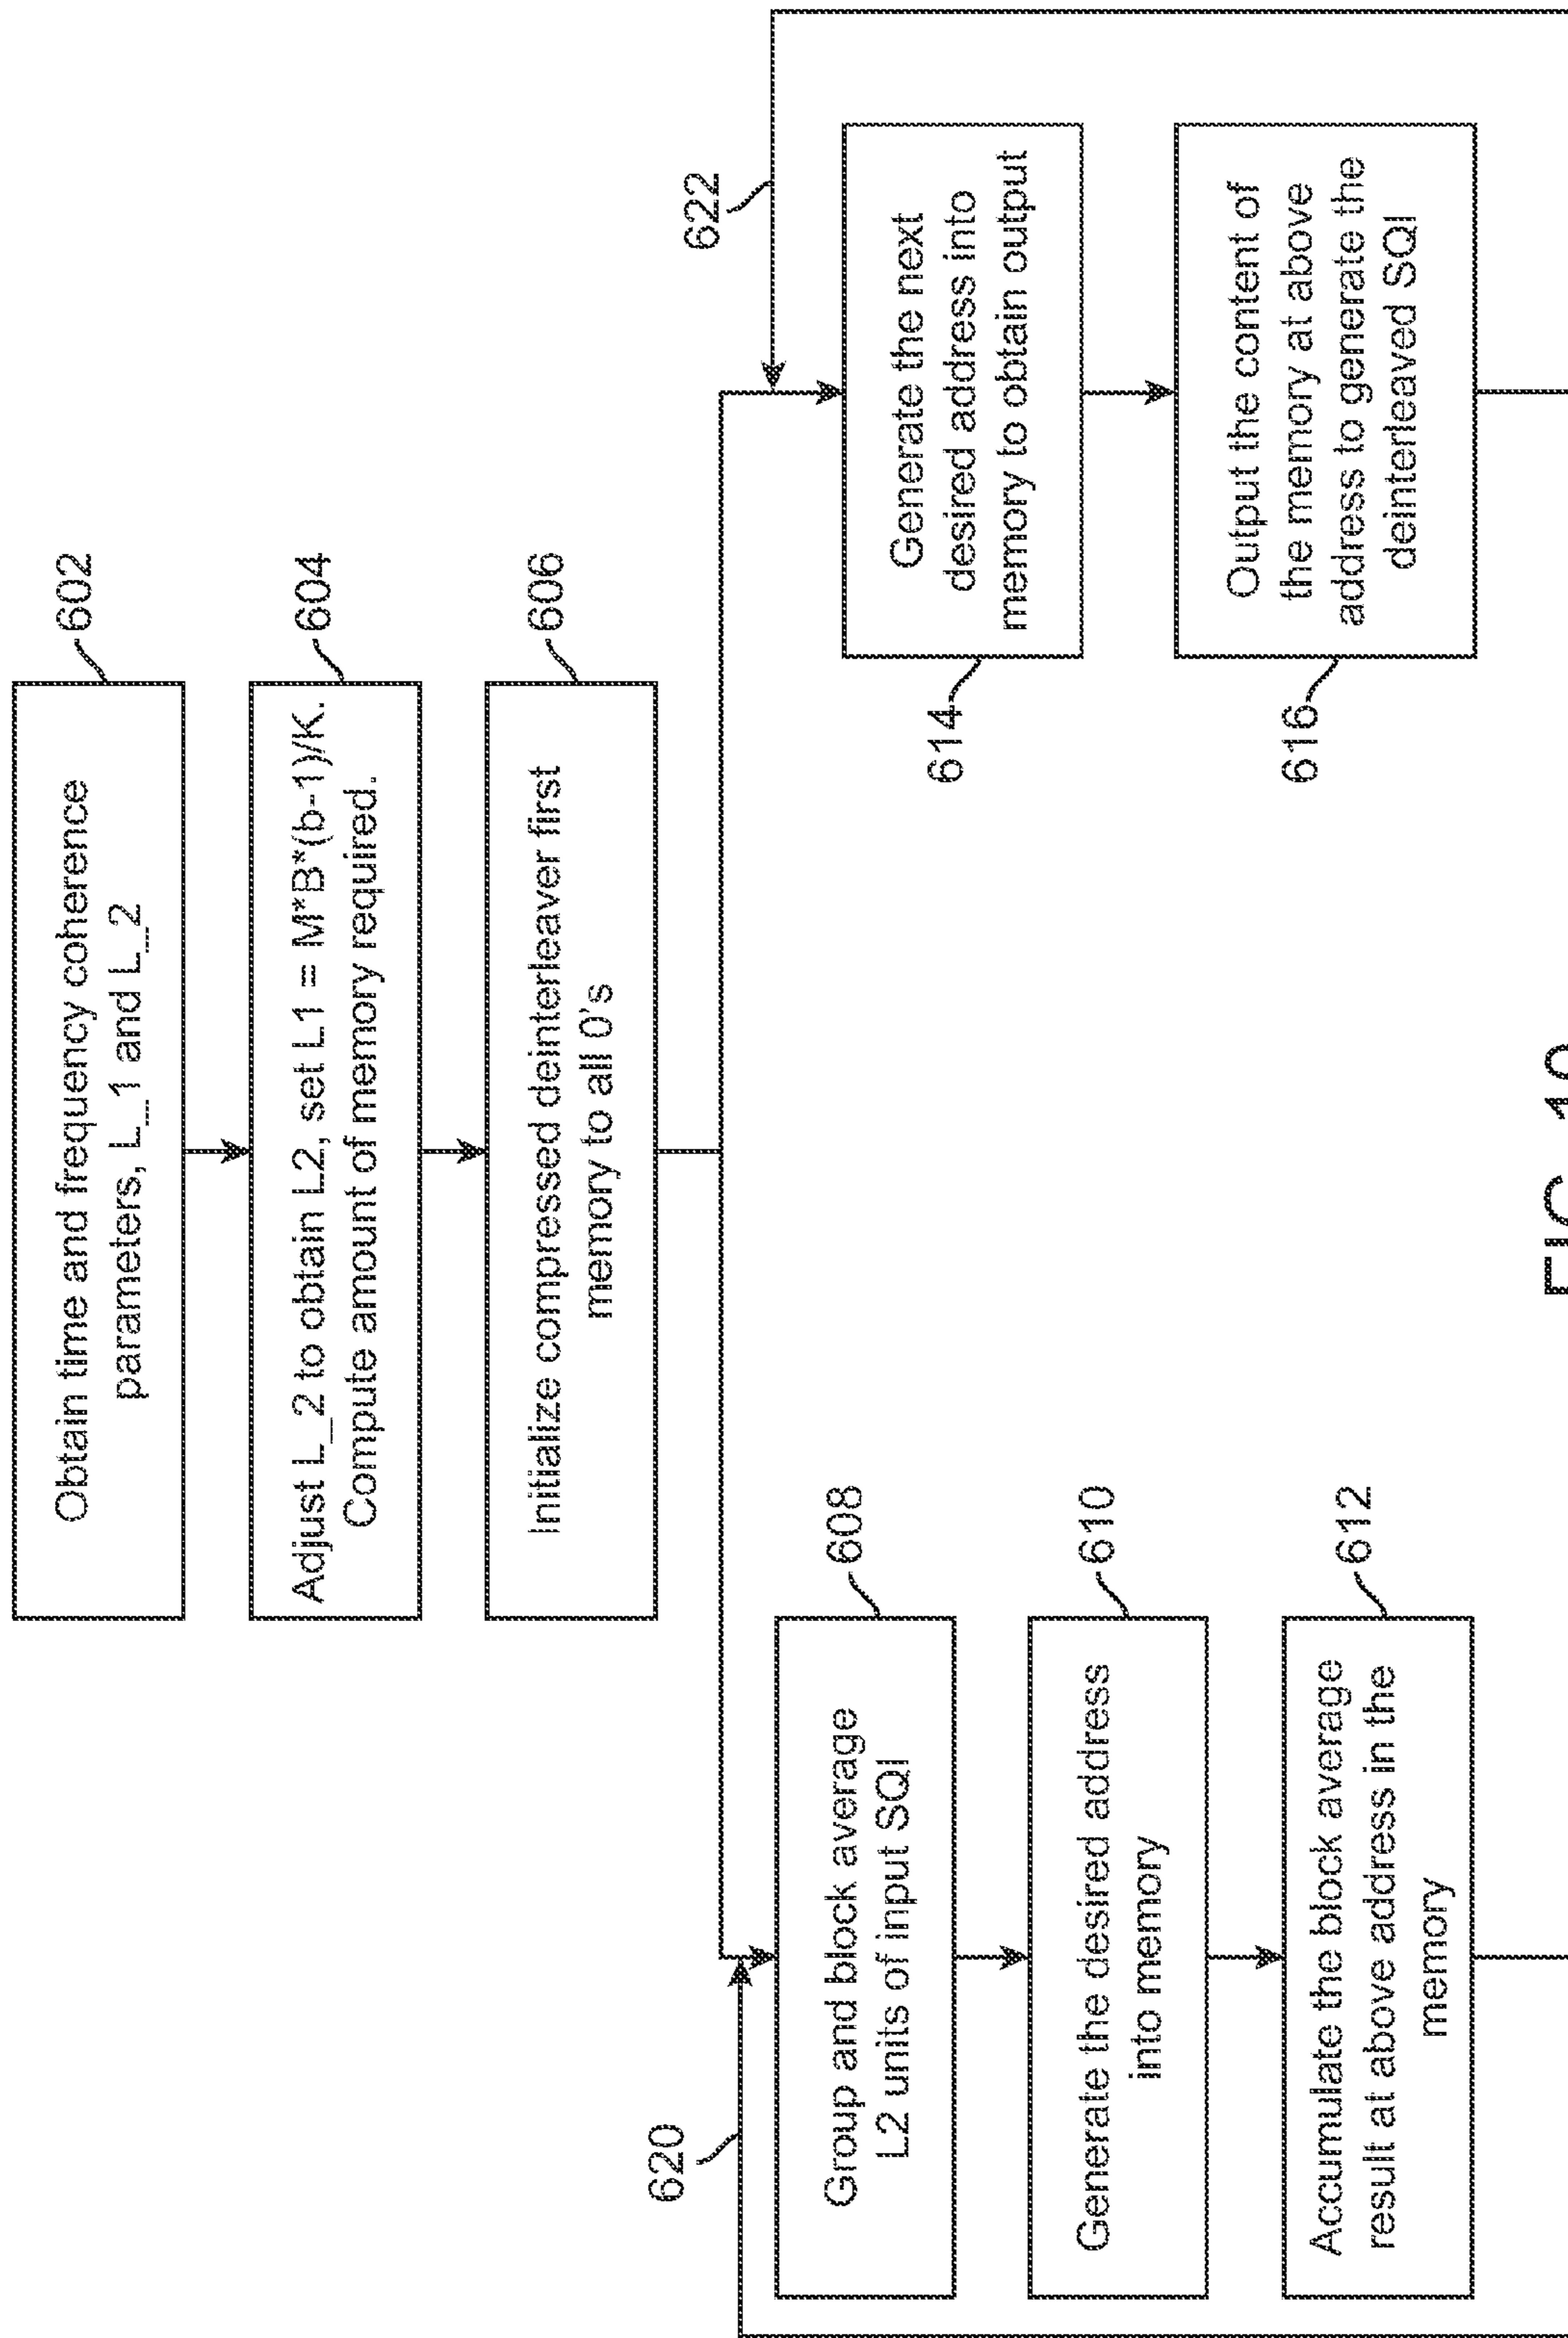 Obtain time and frequency coherence
parameters, L_1 and L_2
602
Adjust L_2 to obtain L2, set L1 = M*B*(b-1)/K.
Compute amount of memory required.
604
Initialize compressed deinterleaver first
memory to all 0's
606
620
Group and block average
L2 units of input SQI
608
Generate the desired address
into memory
610
Accumulate the block average
result at above address in the
memory
612
622
Generate the next
desired address into
memory to obtain output
614
Output the content of
the memory at above
address to generate the
deinterleaved SQI
616
FIG.